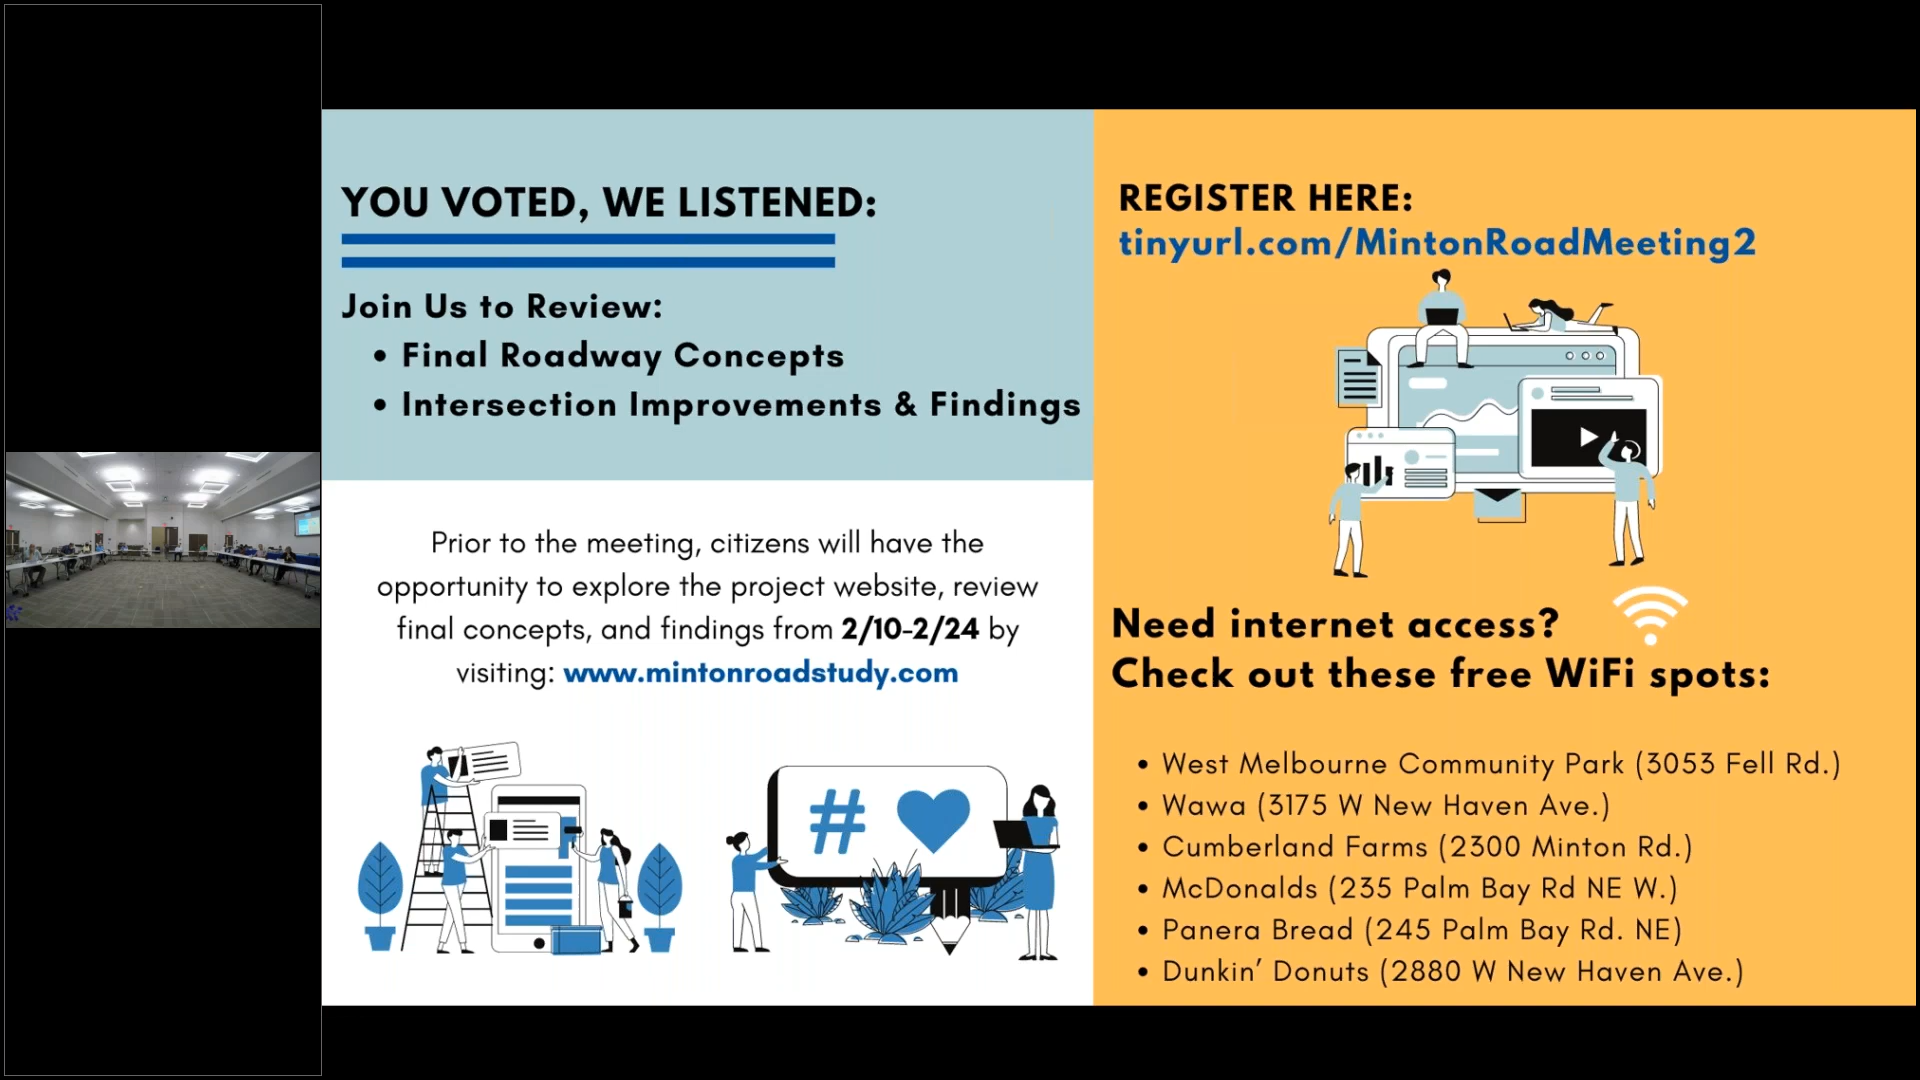 YOU VOTED, WE LISTENED:
Join Us to Review:
• Final Roadway Concepts
• Intersection Improvements & Findings
Prior to the meeting, citizens will have the
opportunity to explore the project website, review
final concepts, and findings from 2/10-2/24 by
visiting: www.mintonroadstudy.com
#
REGISTER HERE:
tinyurl.com/MintonRoadMeeting2
Need internet access?
Check out these free WiFi spots:
• West Melbourne Community Park (3053 Fell Rd.)
• Wawa (3175 W New Haven Ave.)
• Cumberland Farms (2300 Minton Rd.)
• McDonalds (235 Palm Bay Rd NE W.)
• Panera Bread (245 Palm Bay Rd. NE)
• Dunkin’ Donuts (2880 W New Haven Ave.)